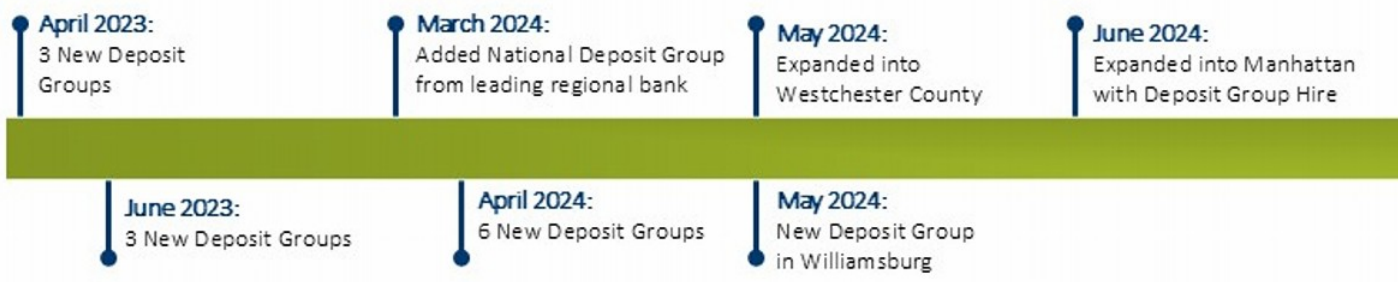 April 2023:
3 New Deposit
Groups
March 2024:
Added National Deposit Group
from leading regional bank
May 2024:
Expanded into
Westchester County
June 2024:
Expanded into Manhattan
with Deposit Group Hire
June 2023:
3 New Deposit Groups
April 2024:
6 New Deposit Groups
May 2024:
New Deposit Group
in Williamsburg